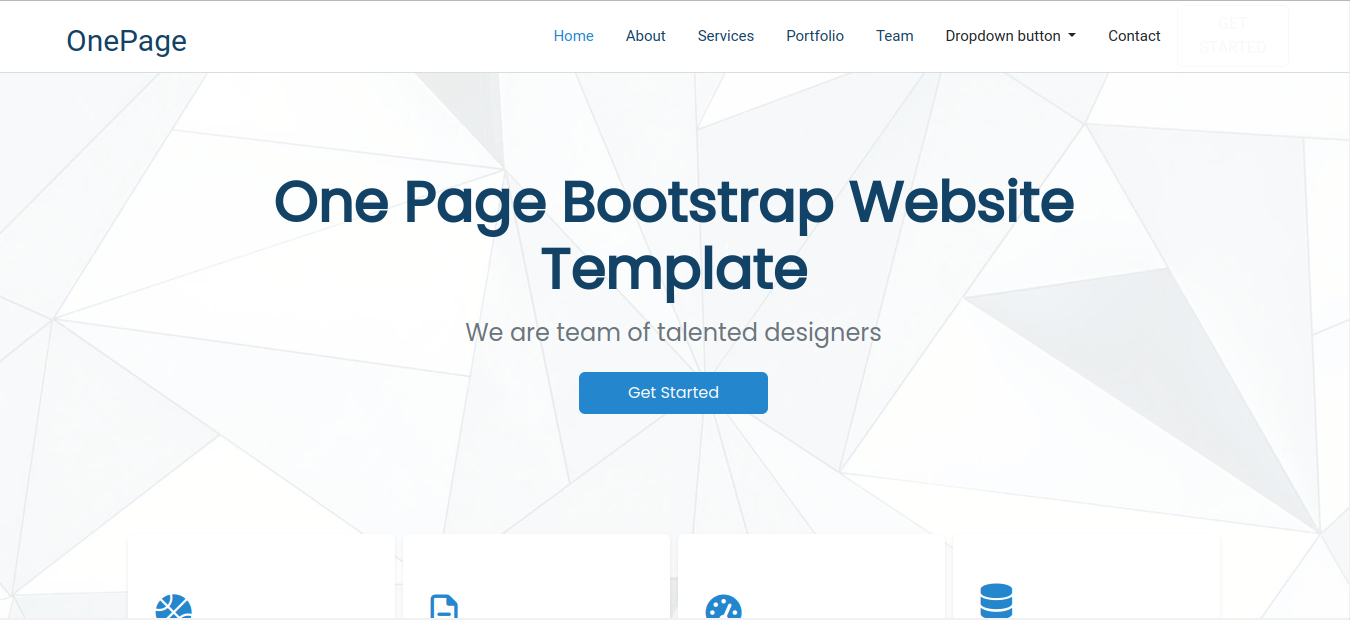 OnePage
Home About Services Portfolio Team Dropdown button Contact
GET
STARTED
One Page Bootstrap Website
Template
We are team of talented designers
Get Started